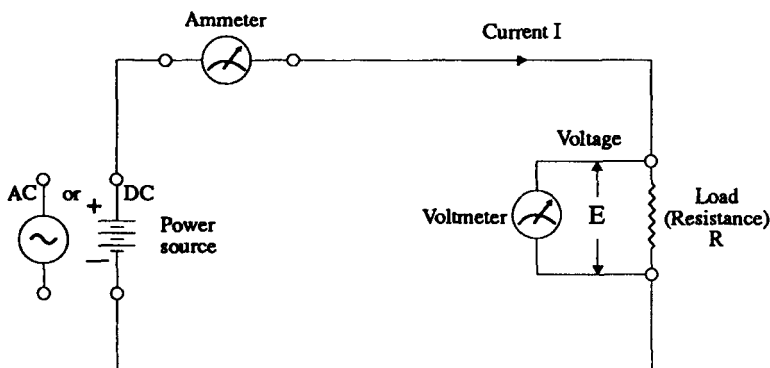 Ammeter
Current I
Voltage
AC or + DC
Load
(Resistance)
R
Voltmeter
E
Power
source
−